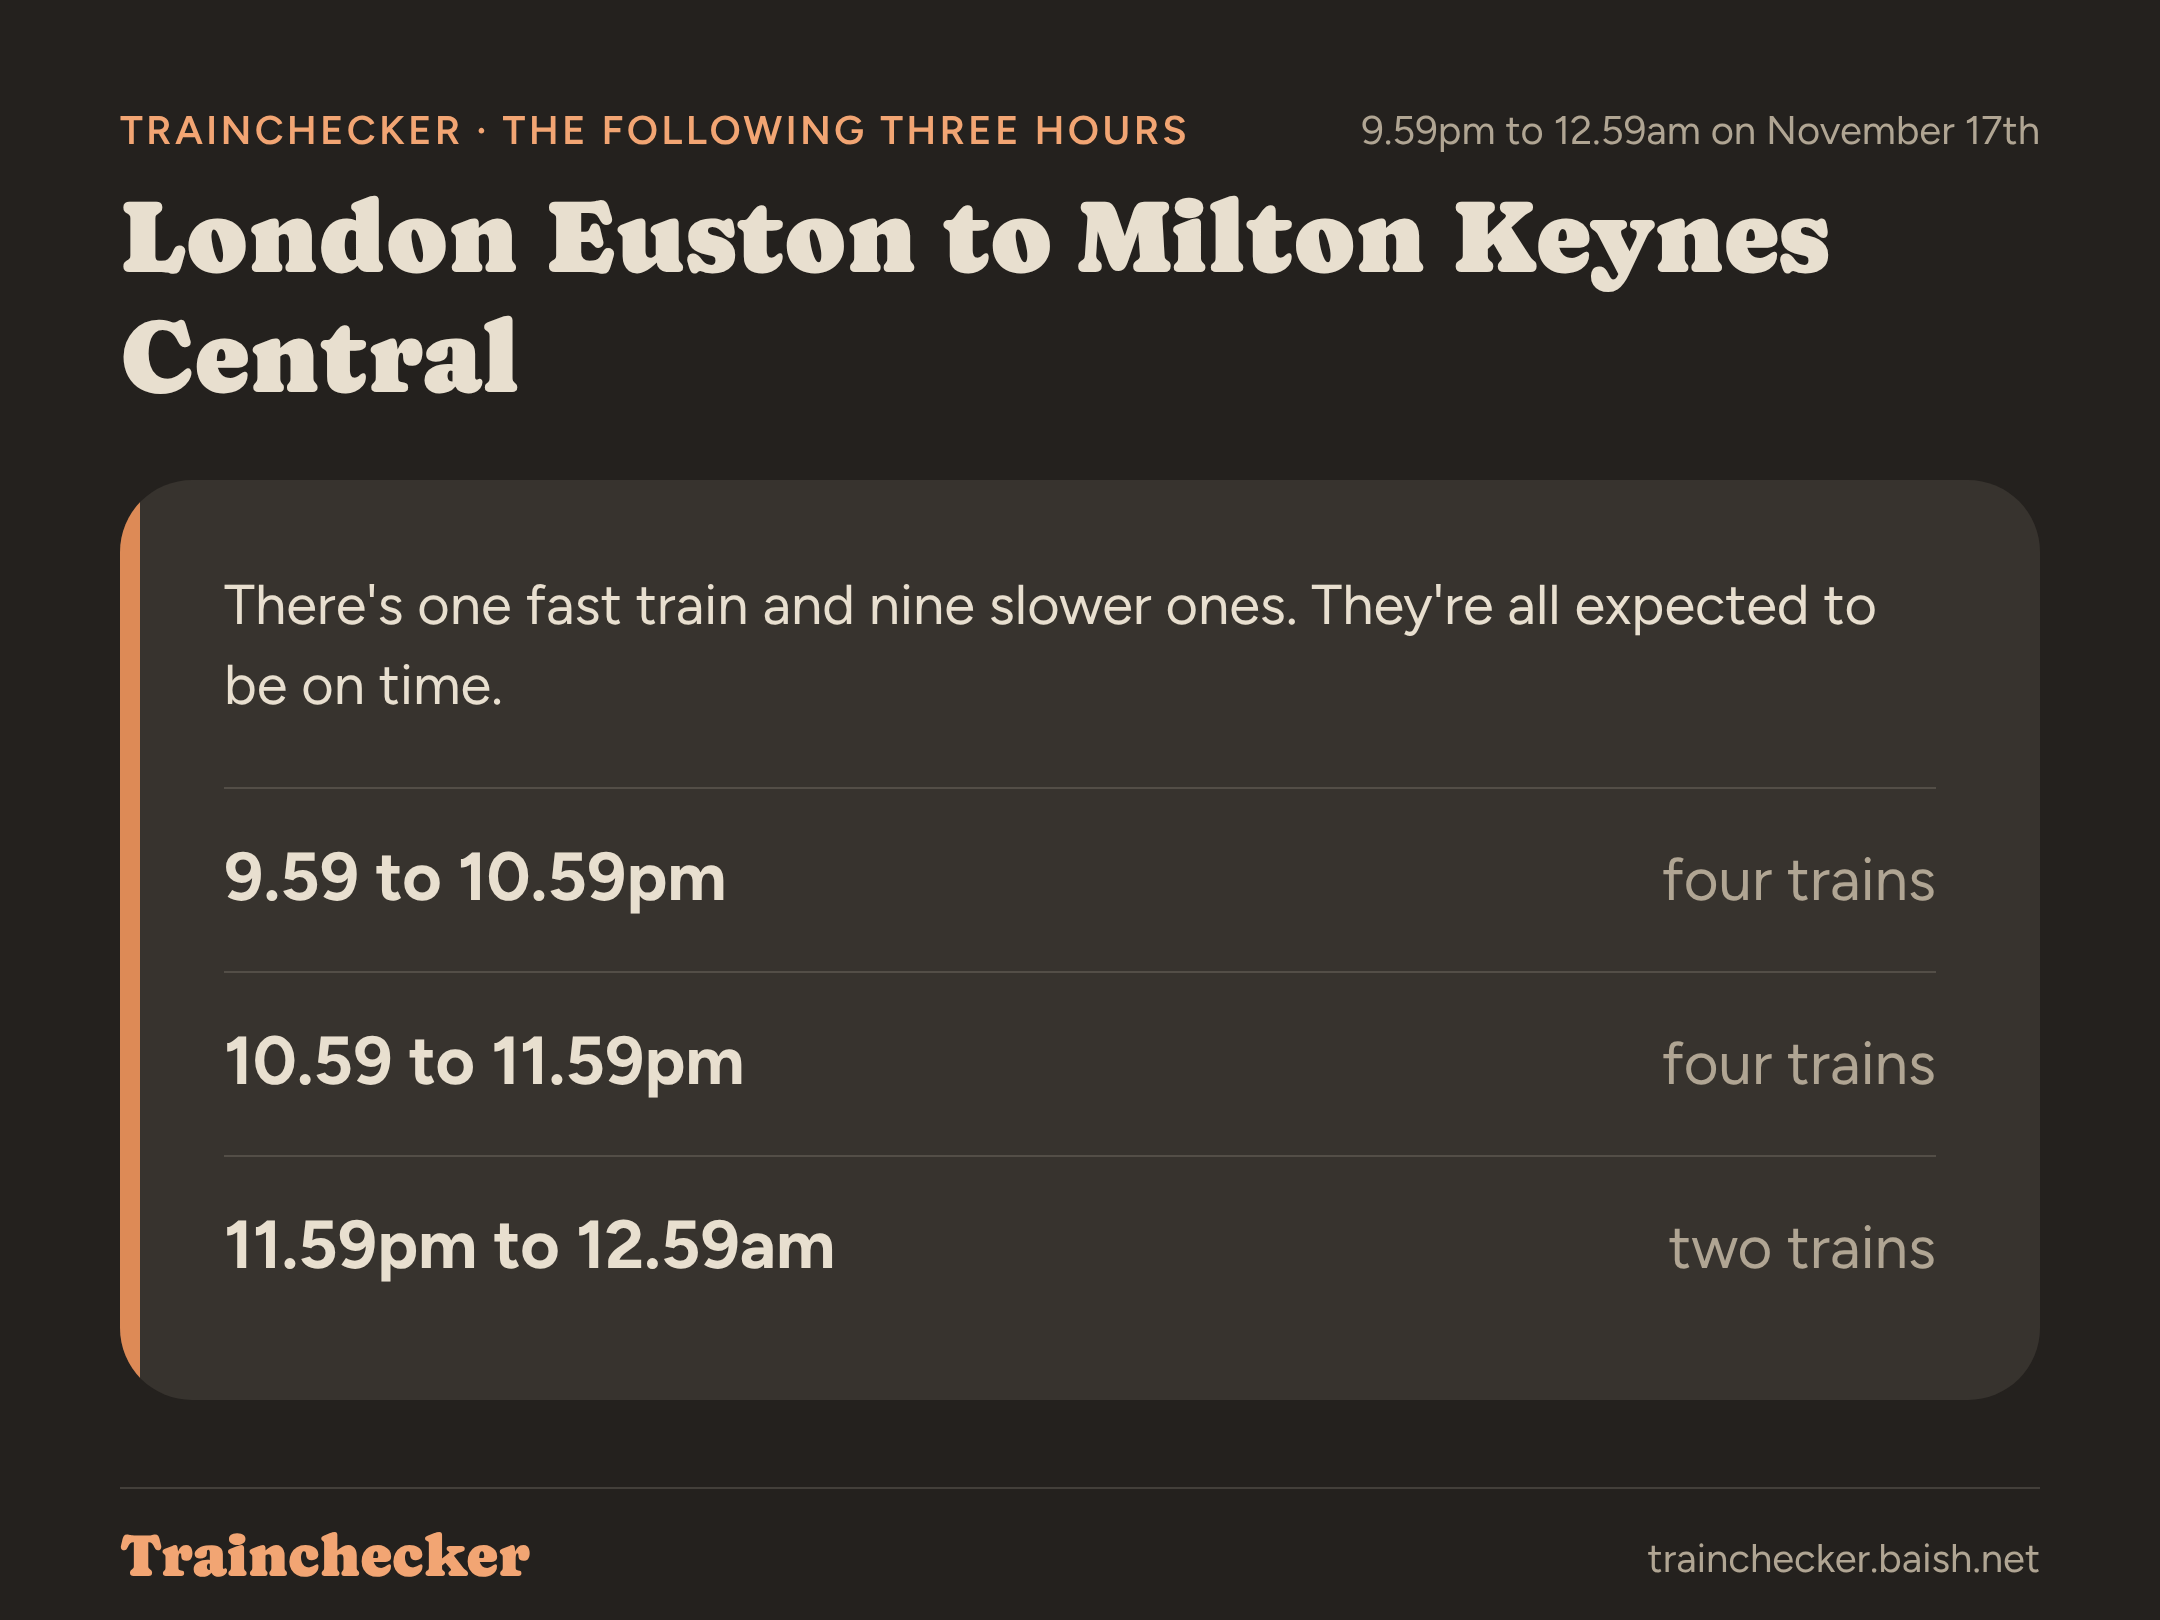 TRAINCHECKER · THE FOLLOWING THREE HOURS
9.59pm to 12.59am on November 17th
London Euston to Milton Keynes
Central
There's one fast train and nine slower ones. They're all expected to
be on time.
9.59 to 10.59pm
four trains
10.59 to 11.59pm
four trains
11.59pm to 12.59am
two trains
Trainchecker
trainchecker.baish.net